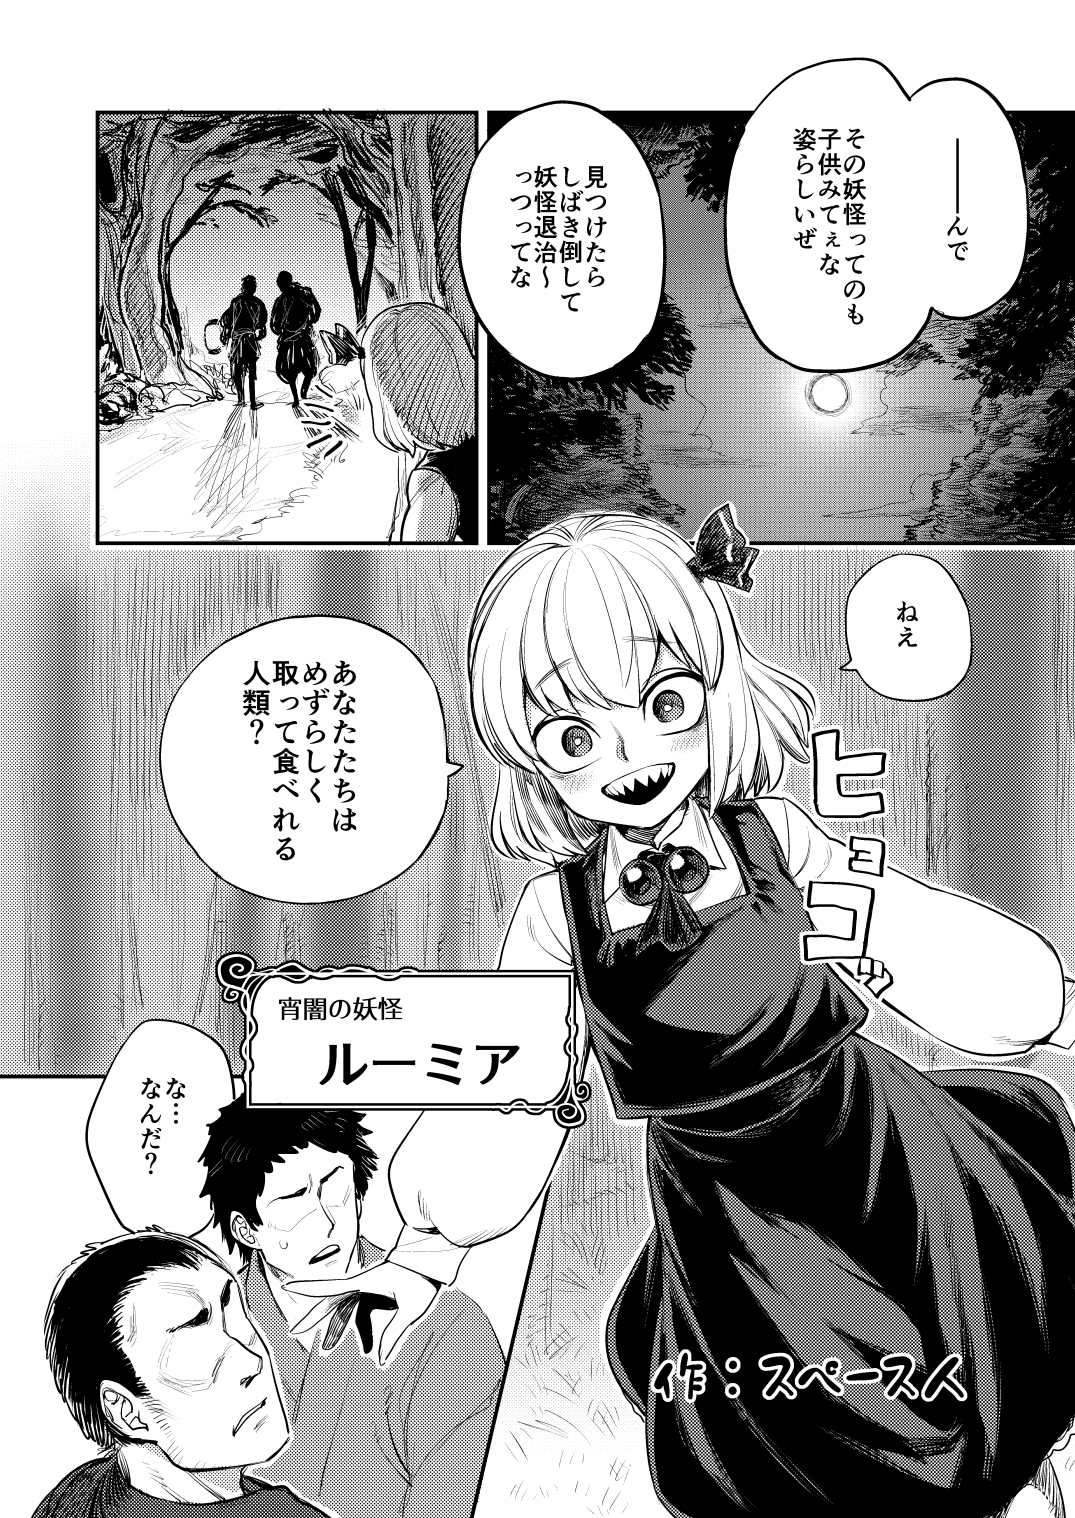 ―――んで
その妖怪ってのも
子供みてぇな
姿らしいぜ
見つけたら
しばき倒して
妖怪退治～
っつってな
ねえ
ヒョコッ
あなたたちは
めずらしく
取って食べれる
人類？
宵闇の妖怪
ルーミア
な…
なんだ？
作：スペース人